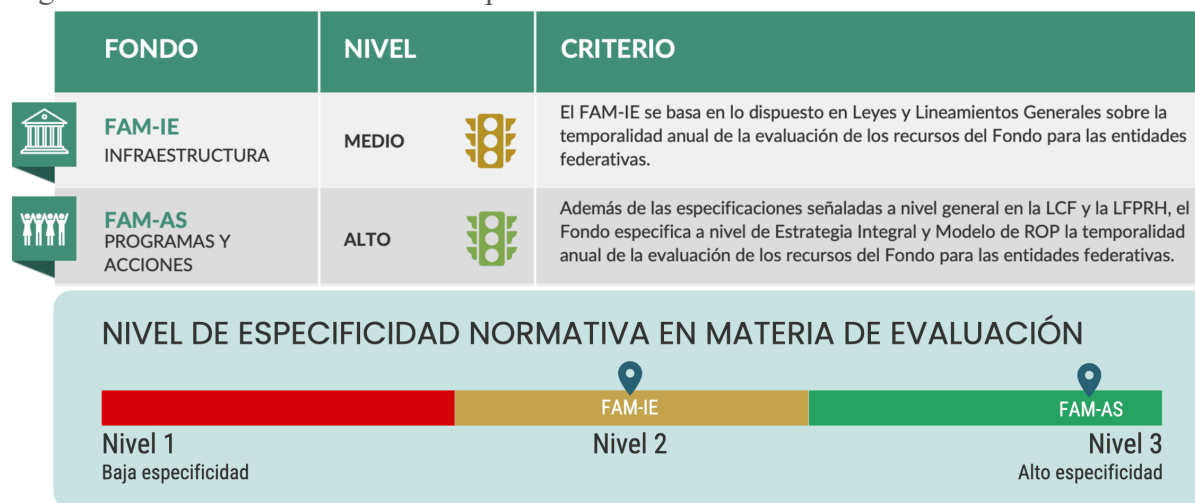 FONDO NIVEL CRITERIO
FAM-IE
INFRAESTRUCTURA
MEDIO
El FAM-IE se basa en lo dispuesto en Leyes y Lineamientos Generales sobre la
temporalidad anual de la evaluación de los recursos del Fondo para las entidades
federativas.
FAM-AS
PROGRAMAS Y
ACCIONES
ALTO
Además de las especificaciones señaladas a nivel general en la LCF y la LFPRH, el
Fondo especifica a nivel de Estrategia Integral y Modelo de ROP la temporalidad
anual de la evaluación de los recursos del Fondo para las entidades federativas.
NIVEL DE ESPECIFICIDAD NORMATIVA EN MATERIA DE EVALUACIÓN
FAM-IE FAM-AS
Nivel 1 Nivel 2 Nivel 3
Baja especificidad Alto especificidad